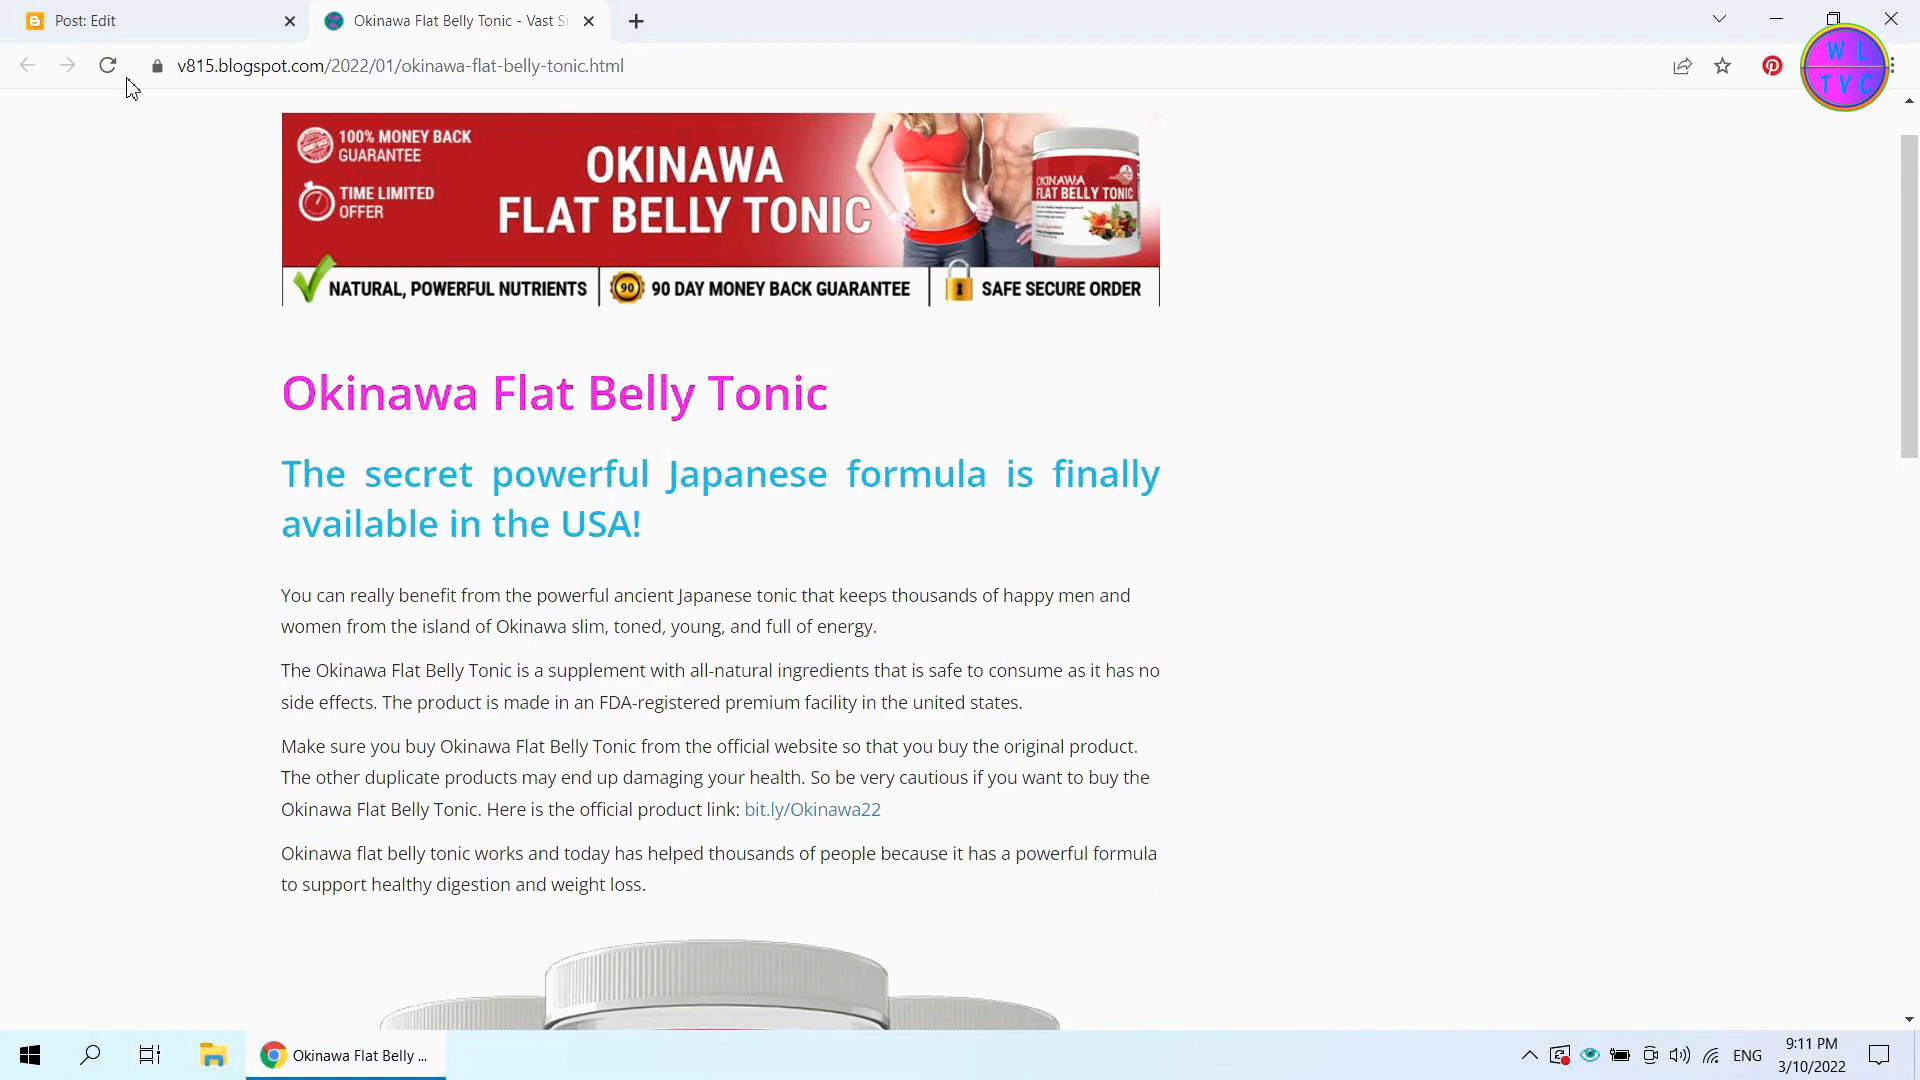 Post: Edit
Okinawa Flat Belly Tonic - Vast Si
v815.blogspot.com/2022/01/okinawa-flat-belly-tonic.html
W L
T V C
100% MONEY BACK
GUARANTEE
TIME LIMITED
OFFER
OKINAWA
FLAT BELLY TONIC
OKINAWA
FLAT BELLY TONIC
NATURAL, POWERFUL NUTRIENTS
90
90 DAY MONEY BACK GUARANTEE
SAFE SECURE ORDER
Okinawa Flat Belly Tonic
The secret powerful Japanese formula is finally
available in the USA!
You can really benefit from the powerful ancient Japanese tonic that keeps thousands of happy men and
women from the island of Okinawa slim, toned, young, and full of energy.
The Okinawa Flat Belly Tonic is a supplement with all-natural ingredients that is safe to consume as it has no
side effects. The product is made in an FDA-registered premium facility in the united states.
Make sure you buy Okinawa Flat Belly Tonic from the official website so that you buy the original product.
The other duplicate products may end up damaging your health. So be very cautious if you want to buy the
Okinawa Flat Belly Tonic. Here is the official product link: bit.ly/Okinawa22
Okinawa flat belly tonic works and today has helped thousands of people because it has a powerful formula
to support healthy digestion and weight loss.
Okinawa Flat Belly ...
ENG
9:11 PM
3/10/2022